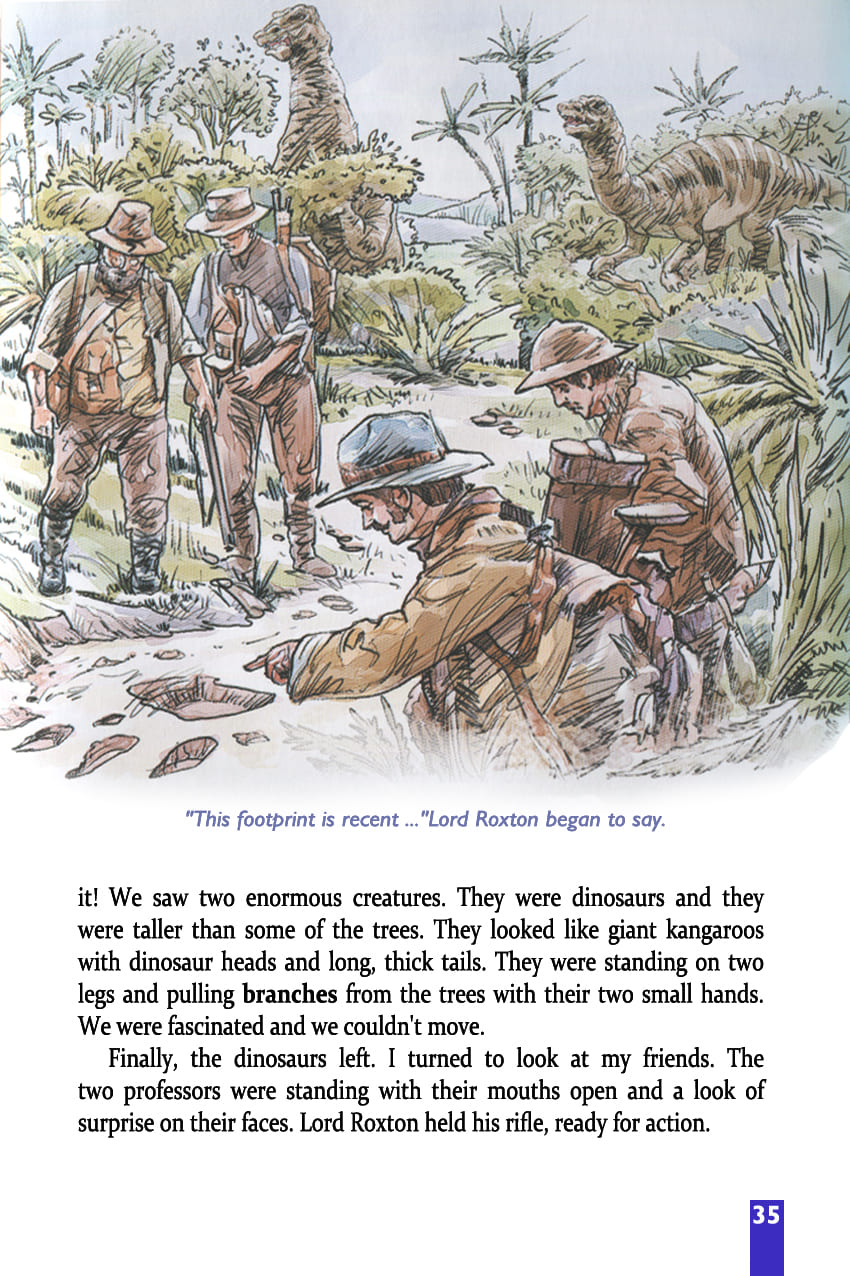 "This footprint is recent ..."Lord Roxton began to say.
it! We saw two enormous creatures. They were dinosaurs and they
were taller than some of the trees. They looked like giant kangaroos
with dinosaur heads and long, thick tails. They were standing on two
legs and pulling branches from the trees with their two small hands.
We were fascinated and we couldn't move.
Finally, the dinosaurs left. I turned to look at my friends. The
two professors were standing with their mouths open and a look of
surprise on their faces. Lord Roxton held his rifle, ready for action.
35